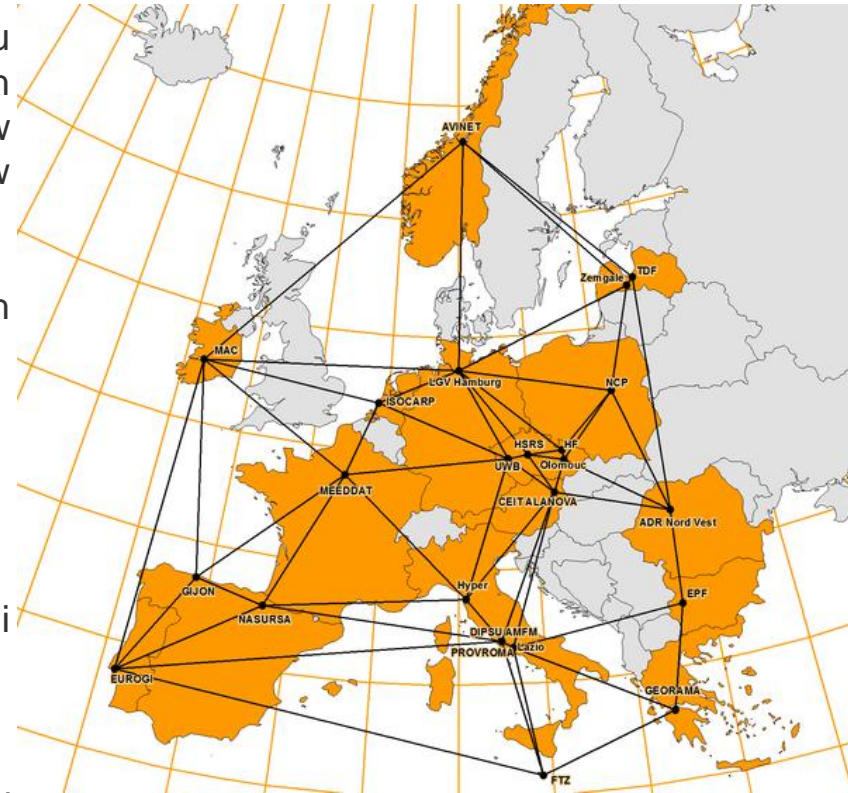 u
n
w
w
n
i
AVINET
Zemgale
TDF
MAC
LGV Hamburg
NCP
ISOCARP
HSRS
HF
UWB
Olomouc
MEEDDAT
CEIT ALANOVA
ADR Nord Vest
GIJON
Hyper
EPF
NASURSA
DIPSU AMFM
PROVROMA
Lazio
EUROGI
GEORAMA
FTZ